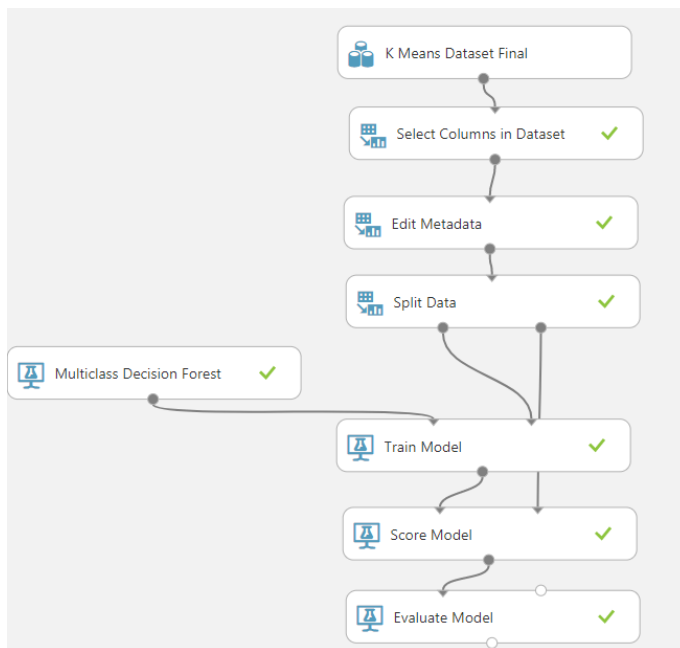 K Means Dataset Final
Select Columns in Dataset
Edit Metadata
Split Data
Multiclass Decision Forest
Train Model
Score Model
Evaluate Model